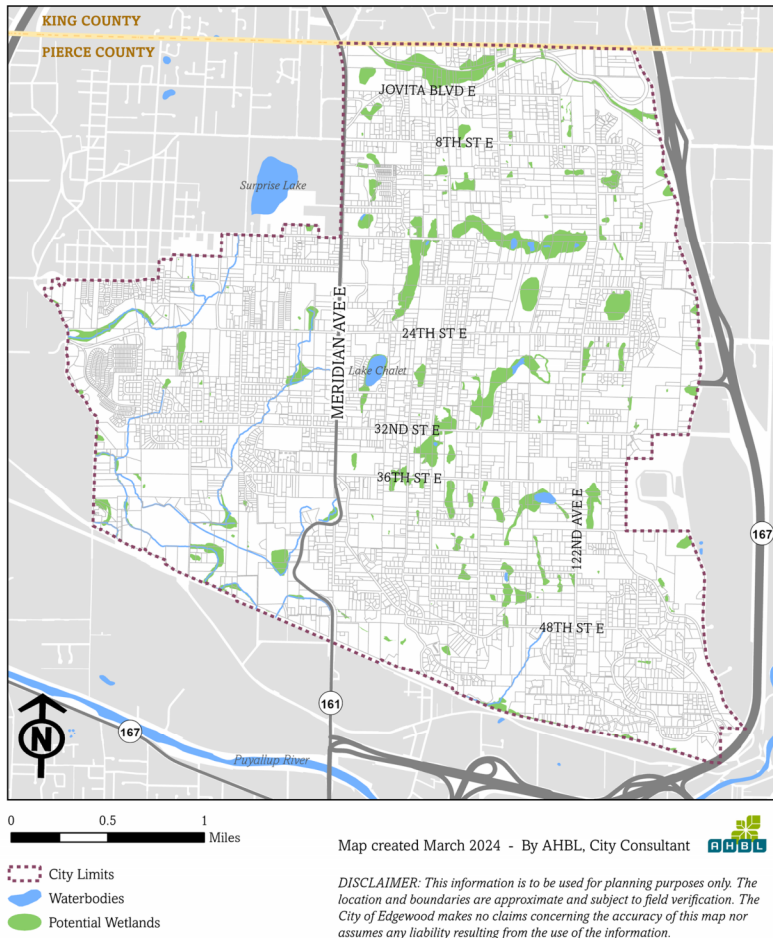 KING COUNTY
PIERCE COUNTY
JOVITA BLVD E
8TH ST E
Surprise Lake
MERIDIAN AVE E
24TH ST E
Lake Chalet
32ND ST E
36TH ST E
122ND AVE E
167
48TH ST E
161
167
N
Puyallup River
0 0.5 1
Miles
City Limits
Waterbodies
Potential Wetlands
Map created March 2024 - By AHBL, City Consultant
AHBL
DISCLAIMER: This information is to be used for planning purposes only. The
location and boundaries are approximate and subject to field verification. The
City of Edgewood makes no claims concerning the accuracy of this map nor
assumes any liability resulting from the use of the information.